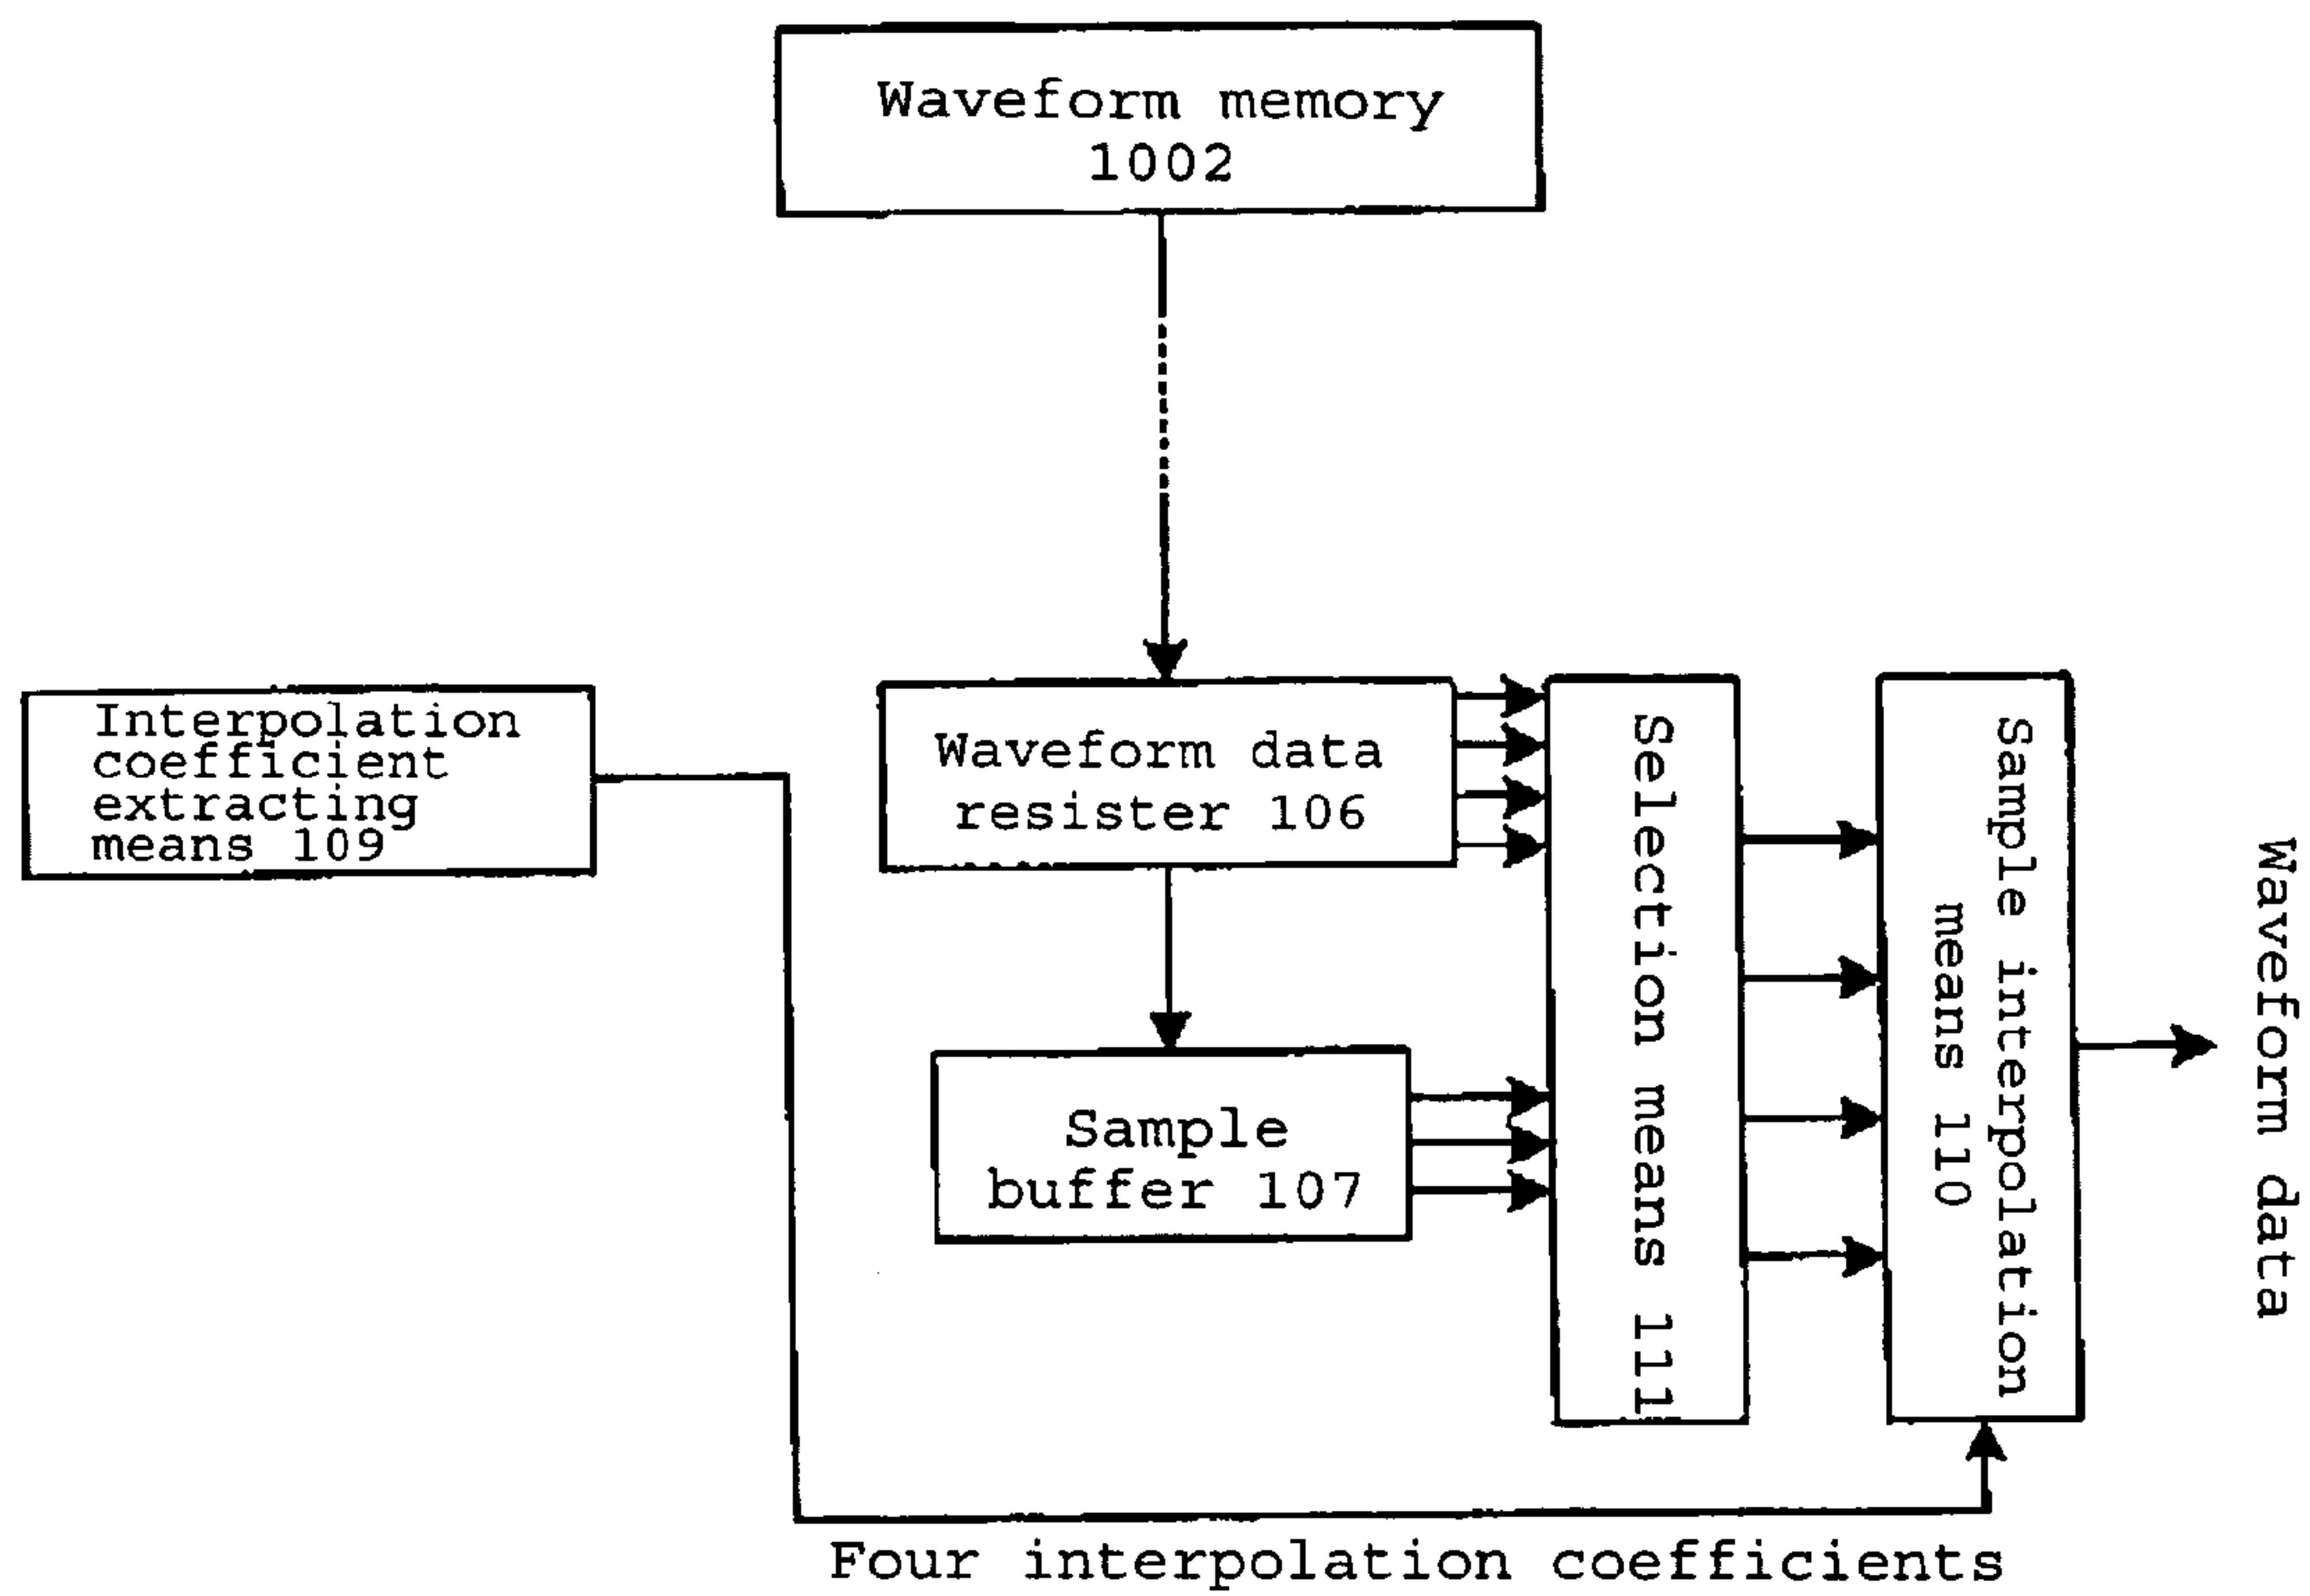 Waveform memory
1002
Interpolation
coefficient
extracting
means 109
Waveform data
resister 106
Sample
buffer 107
Selection means 111
Sample interpolation
means 110
Waveform data
Four interpolation coefficients